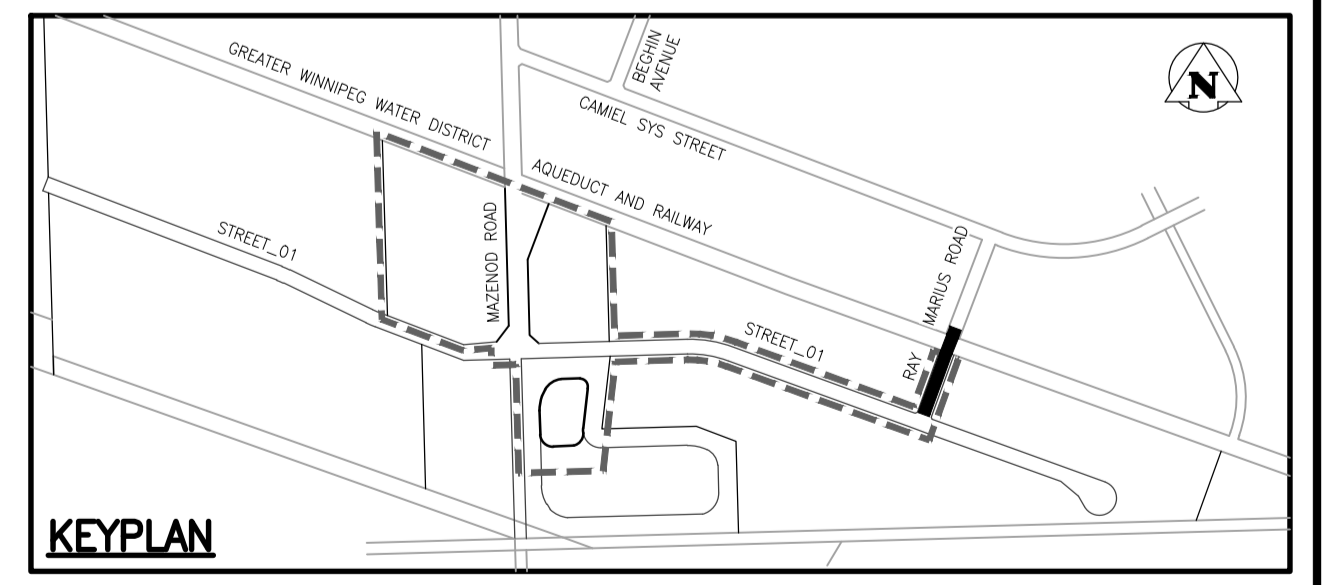 BEGHIN
AVENUE
GREATER WINNIPEG WATER DISTRICT
CAMIEL SYS STREET
N
AQUEDUCT AND RAILWAY
STREET_01
MAZENOD ROAD
RAY MARIUS ROAD
STREET_01
KEYPLAN